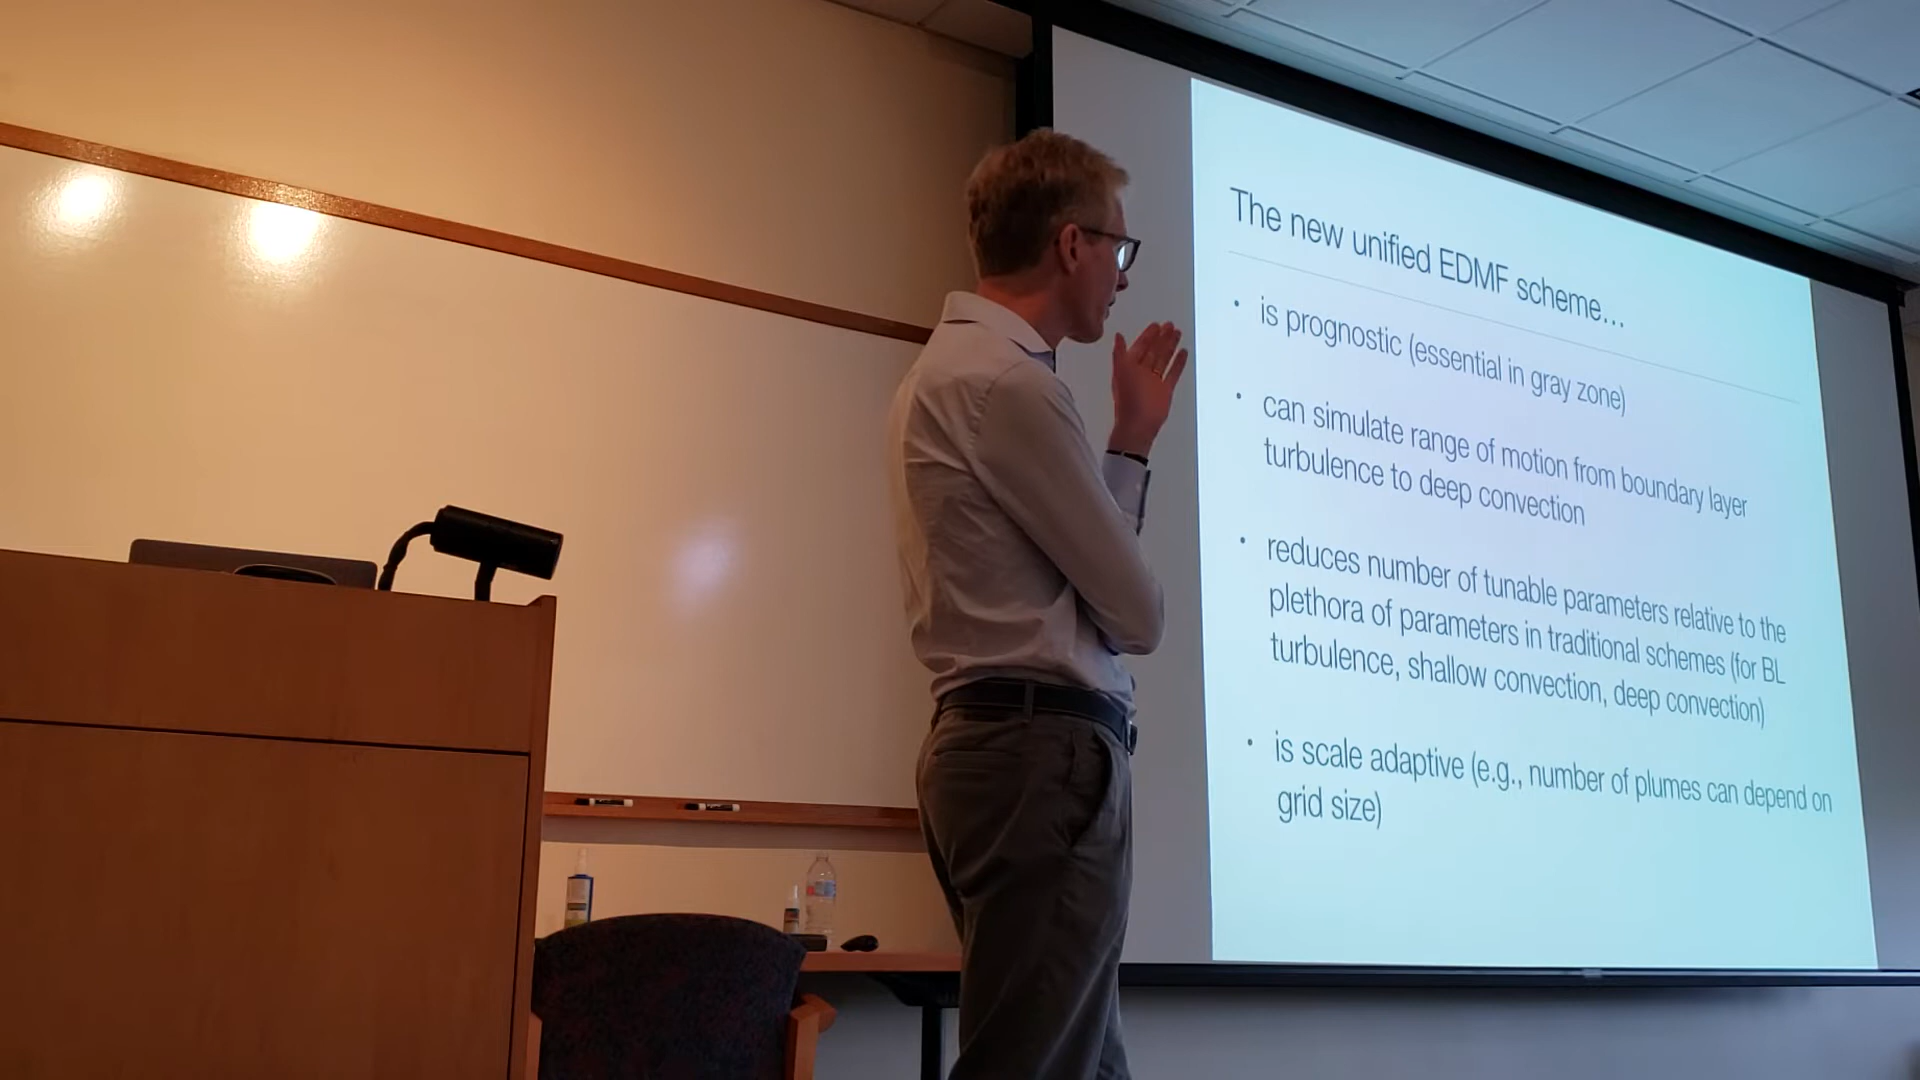 The new unified EDMF scheme...
• is prognostic (essential in gray zone)
• can simulate range of motion from boundary layer
turbulence to deep convection
• reduces number of tunable parameters relative to the
plethora of parameters in traditional schemes (for BL
turbulence, shallow convection, deep convection)
• is scale adaptive (e.g., number of plumes can depend on
grid size)